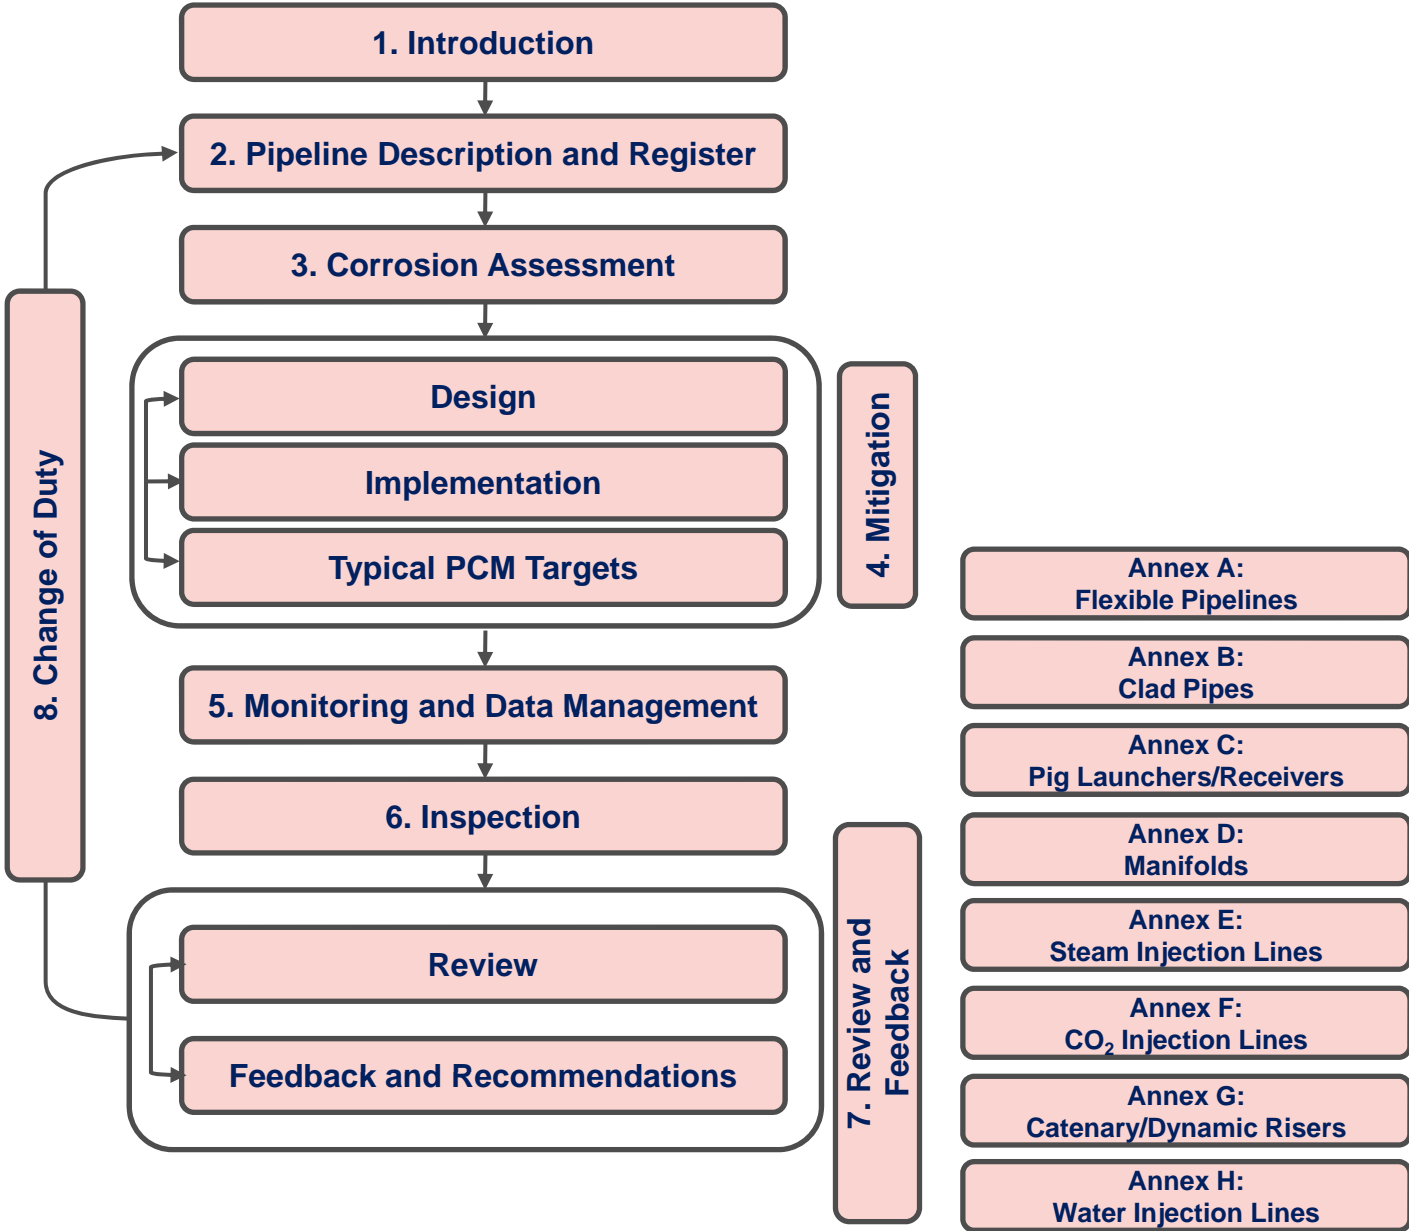 1. Introduction
2. Pipeline Description and Register
3. Corrosion Assessment
Design
Implementation
Typical PCM Targets
4. Mitigation
5. Monitoring and Data Management
6. Inspection
Review
Feedback and Recommendations
7. Review and
Feedback
8. Change of Duty
Annex A:
Flexible Pipelines
Annex B:
Clad Pipes
Annex C:
Pig Launchers/Receivers
Annex D:
Manifolds
Annex E:
Steam Injection Lines
Annex F:
CO₂ Injection Lines
Annex G:
Catenary/Dynamic Risers
Annex H:
Water Injection Lines